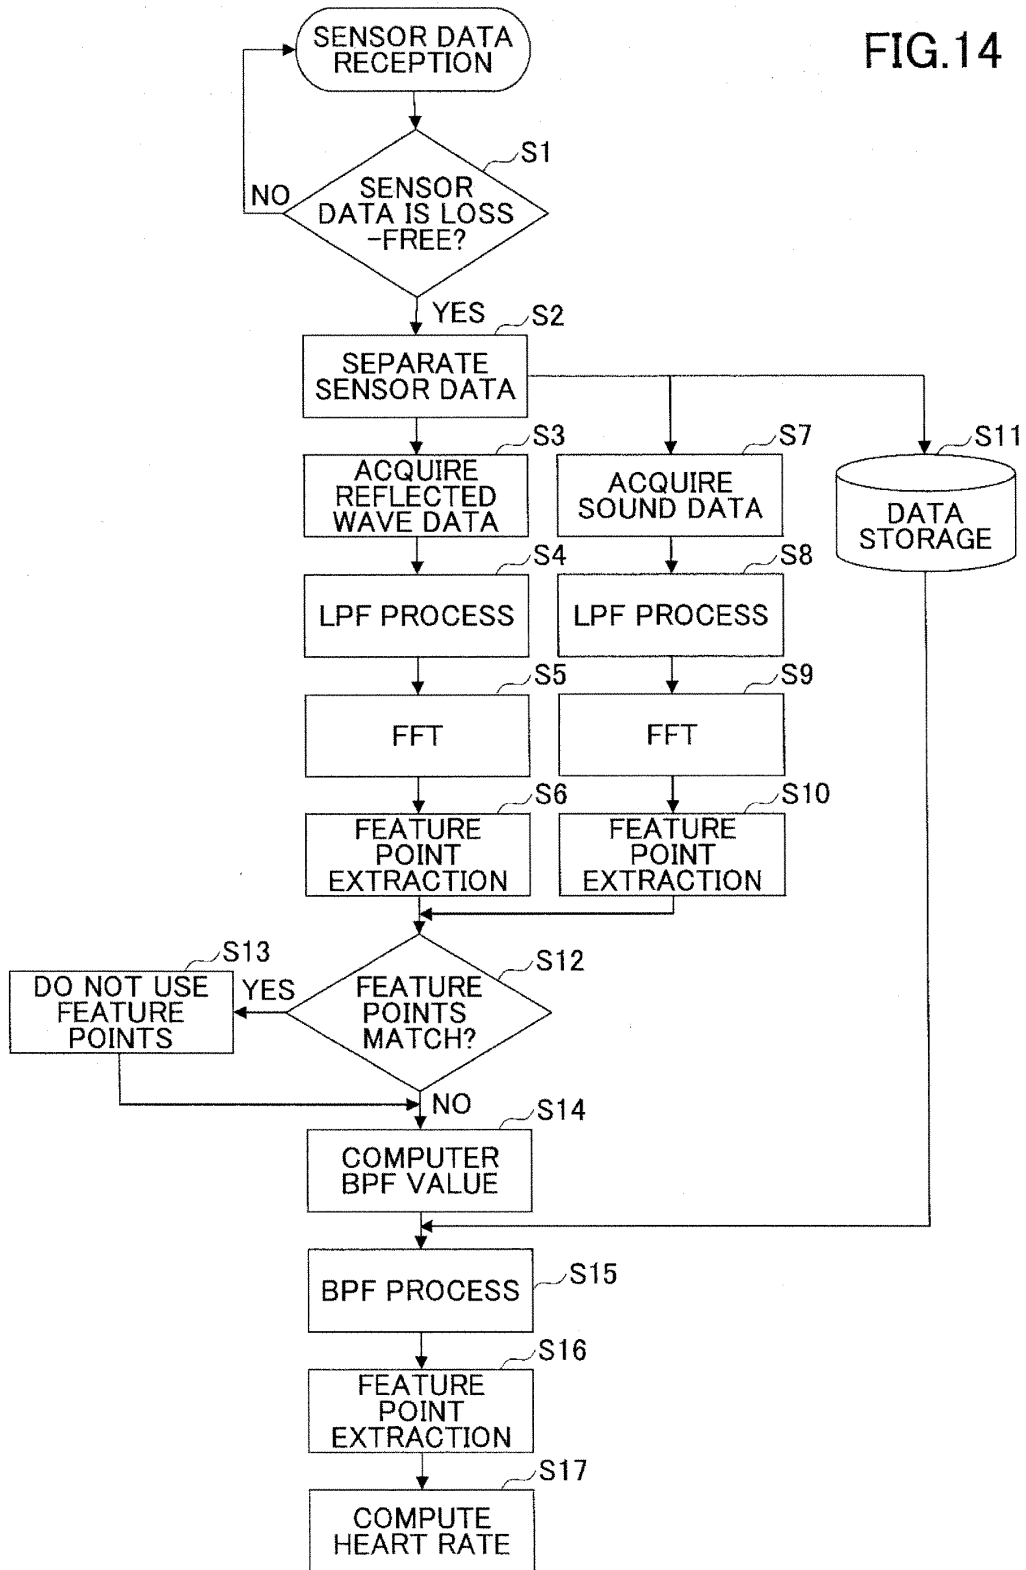 FIG.14
SENSOR DATA
RECEPTION
S1
SENSOR
DATA IS LOSS
-FREE?
NO
YES
S2
SEPARATE
SENSOR DATA
S3
ACQUIRE
REFLECTED
WAVE DATA
S7
ACQUIRE
SOUND DATA
S11
DATA
STORAGE
S4
LPF PROCESS
S8
LPF PROCESS
S5
FFT
S9
FFT
S6
FEATURE
POINT
EXTRACTION
S10
FEATURE
POINT
EXTRACTION
S12
FEATURE
POINTS
MATCH?
YES
S13
DO NOT USE
FEATURE
POINTS
NO
S14
COMPUTER
BPF VALUE
S15
BPF PROCESS
S16
FEATURE
POINT
EXTRACTION
S17
COMPUTE
HEART RATE